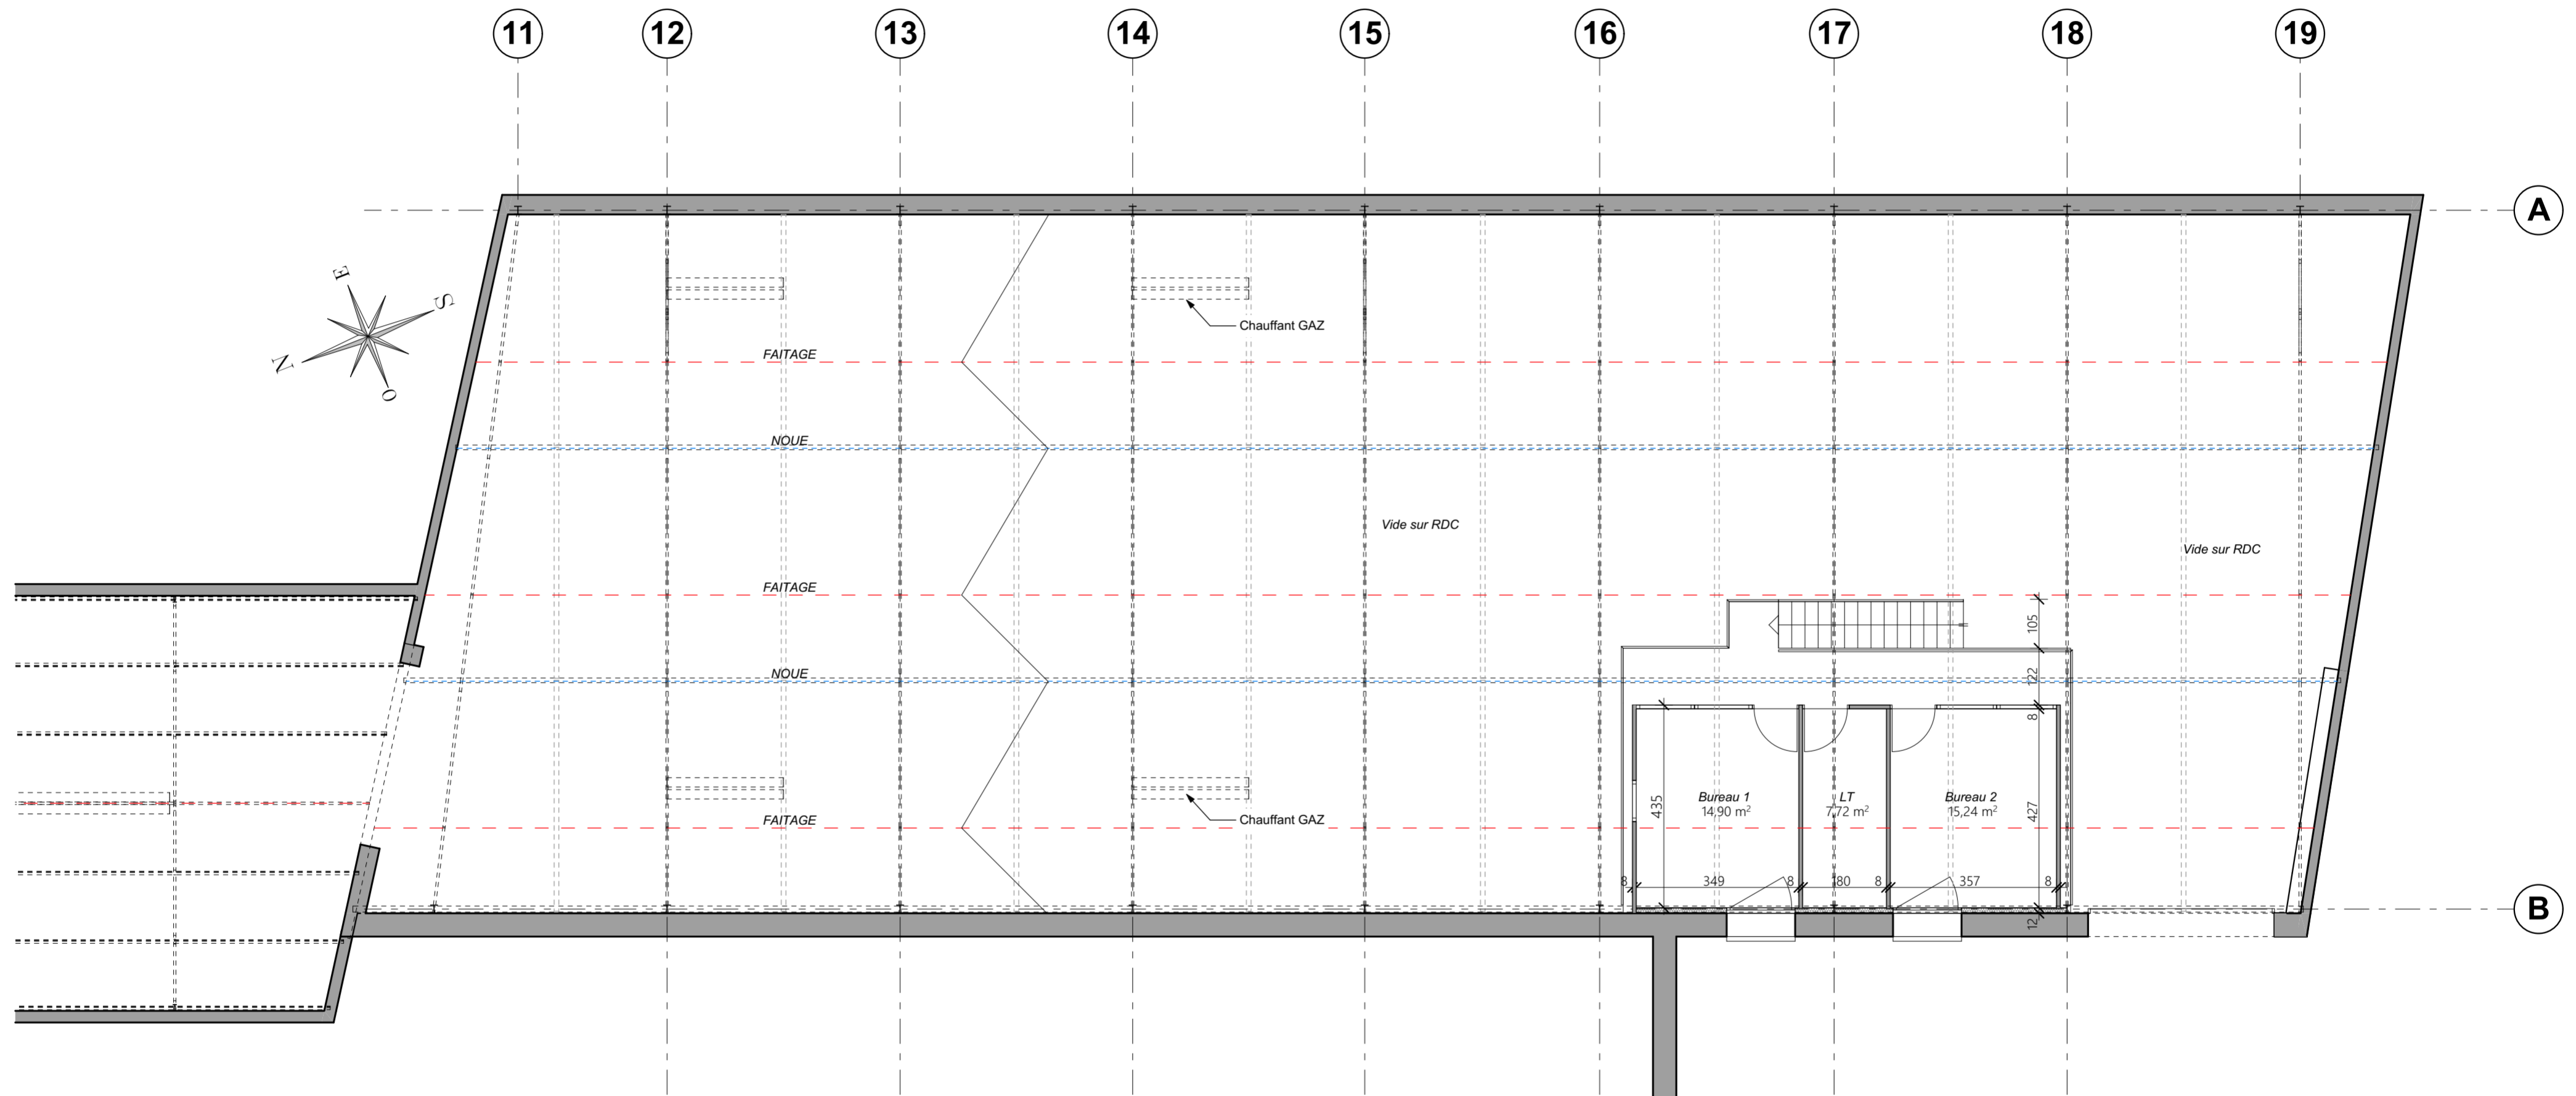 11 12 13 14 15 16 17 18 19
A
E
S
N
O
Chauffant GAZ
FAITAGE
NOUE
Vide sur RDC
Vide sur RDC
FAITAGE
105
NOUE
122
8
Bureau 1
14,90 m²
LT
7,72 m²
Bureau 2
15,24 m²
435
427
Chauffant GAZ
FAITAGE
8 349 8 180 8 357 8
12
B